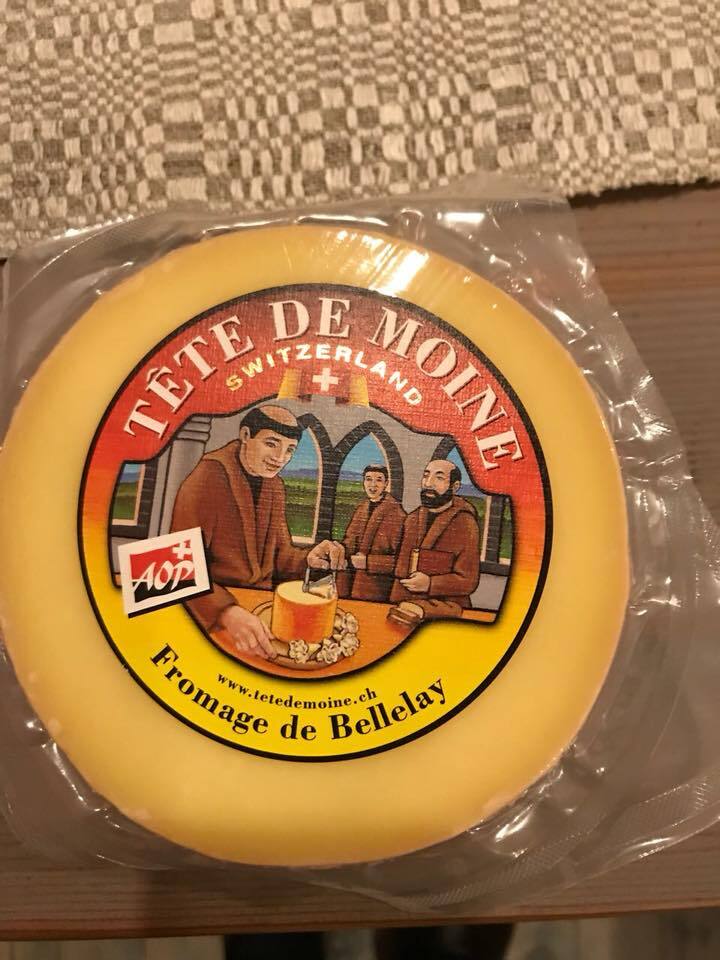 TÊTE DE MOINE
SWITZERLAND
AOP
www.tetedemoine.ch
Fromage de Bellelay